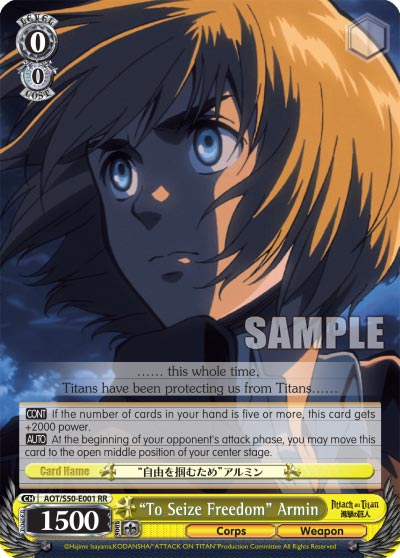 LEVEL
0
0
COST
SAMPLE
...... this whole time,
Titans have been protecting us from Titans......
CONT If the number of cards in your hand is five or more, this card gets
+2000 power.
AUTO At the beginning of your opponent's attack phase, you may move this
card to the open middle position of your center stage.
Card Name "自由を掴むため"アルミン
CH AOT/S50-E001 RR
POWER 1500 SOUL
"To Seize Freedom" Armin
Attack on Titan
進撃の巨人
Corps Weapon
©Hajime Isayama,KODANSHA/"ATTACK ON TITAN"Production Committee All Rights Reserved